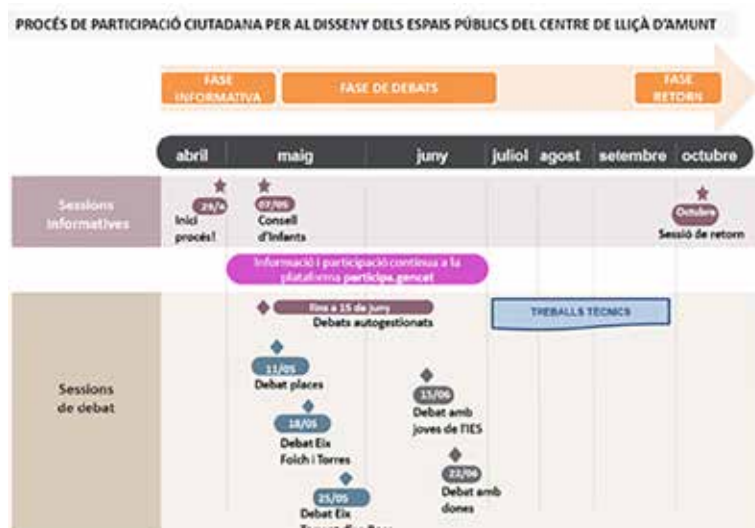 PROCÉS DE PARTICIPACIÓ CIUTADANA PER AL DISSENY DELS ESPAIS PÚBLICS DEL CENTRE DE LLIÇÀ D'AMUNT
FASE
INFORMATIVA
FASE DE DEBATS
FASE
RETORN
abril maig juny juliol agost setembre octubre
Sessions
informatives
29/4
Inici
procés!
07/05
Consell
d'Infants
Octubre
Sessió de retorn
Informació i participació contínua a la
plataforma participa.gencat
fins a 15 de juny
Debats autogestionats
TREBALLS TÈCNICS
Sessions
de debat
11/05
Debat places
18/05
Debat Eix
Folch i Torres
25/05
Debat Eix
15/06
Debat amb
joves de l'IES
22/06
Debat amb
dones